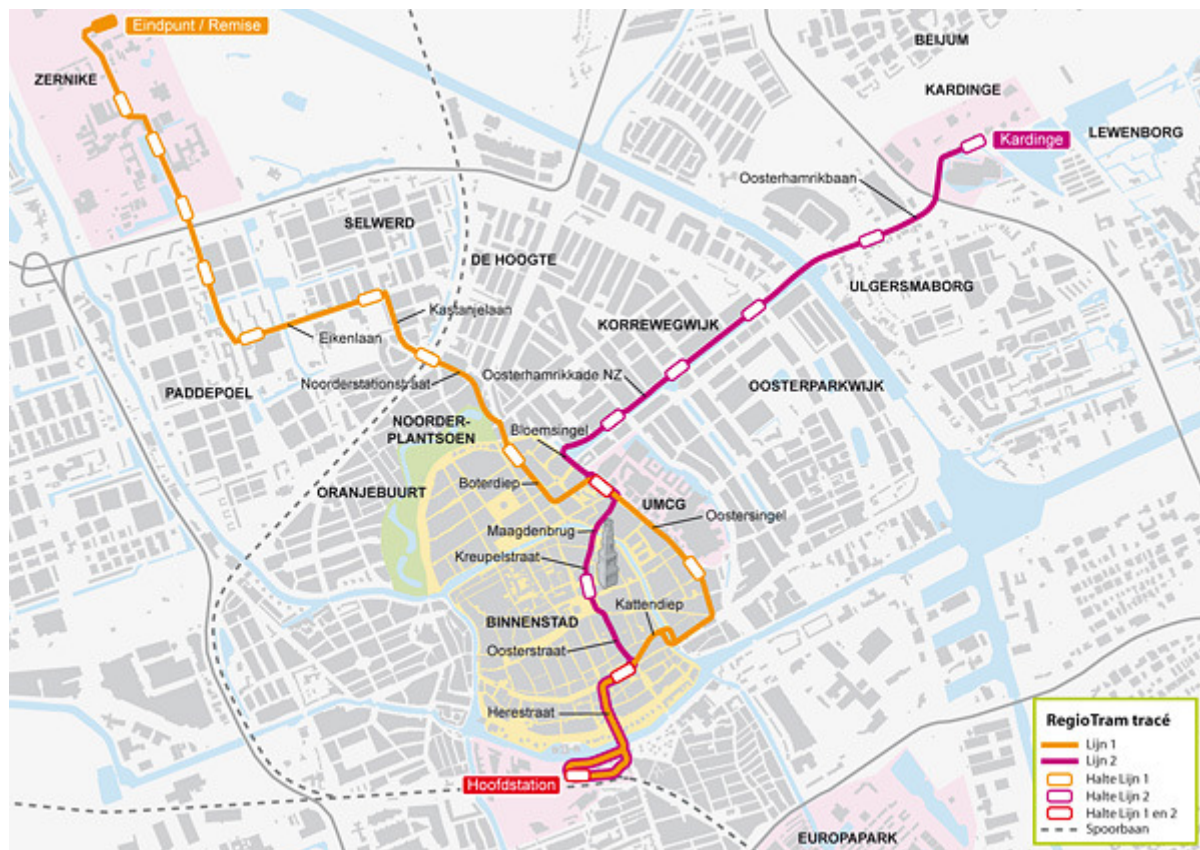 Eindpunt / Remise
BEIJUM
ZERNIKE
KARDINGE
LEWENBORG
Kardinge
Oosterhamrikbaan
SELWERD
DE HOOGTE
ULGERSMABORG
Kastanjelaan
KORREWEGWIJK
Eikenlaan
Oosterhamrikkade NZ
Noorderstationstraat
OOSTERPARKWIJK
PADDEPOEL
NOORDER-
PLANTSOEN
Bloemsingel
Boterdiep
ORANJEBUURT
UMCG
Oostersingel
Maagdenbrug
Kreupelstraat
Kattendiep
BINNENSTAD
Oosterstraat
Herestraat
Hoofdstation
EUROPAPARK
RegioTram tracé
Lijn 1
Lijn 2
Halte Lijn 1
Halte Lijn 2
Halte Lijn 1 en 2
Spoorbaan